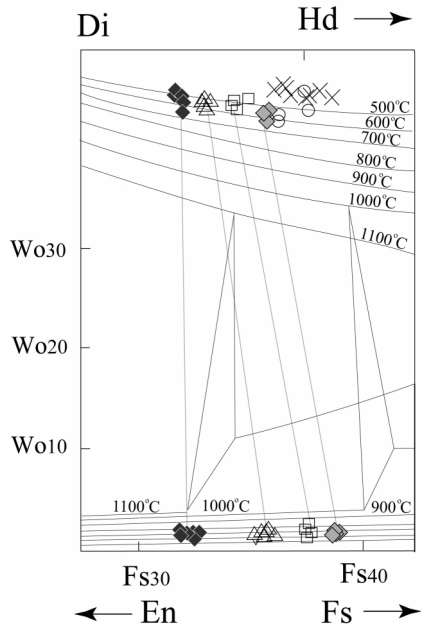 Di Hd →
500°C
600°C
700°C
800°C
900°C
1000°C
1100°C
Wo30
Wo20
Wo10
1100°C 1000°C 900°C
Fs30 Fs40
← En Fs →